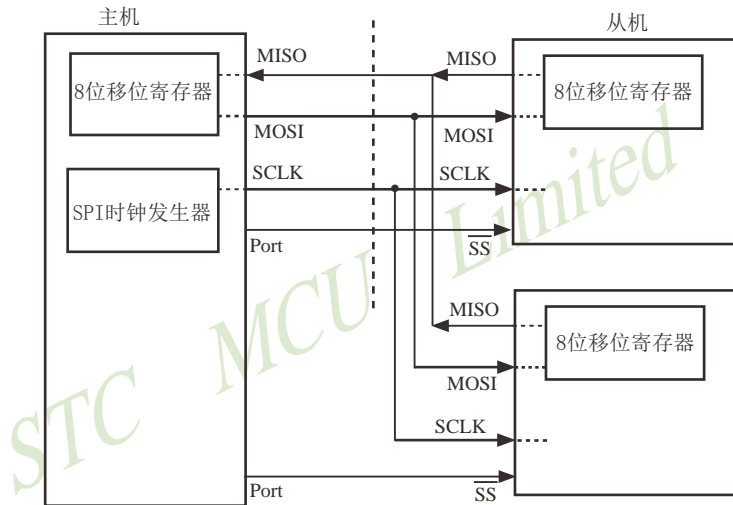 主机
从机
MISO
MISO
8位移位寄存器
8位移位寄存器
MOSI
MOSI
SCLK
SCLK
SPI时钟发生器
Port
SS
MISO
8位移位寄存器
MOSI
SCLK
Port
SS
STC MCU Limited